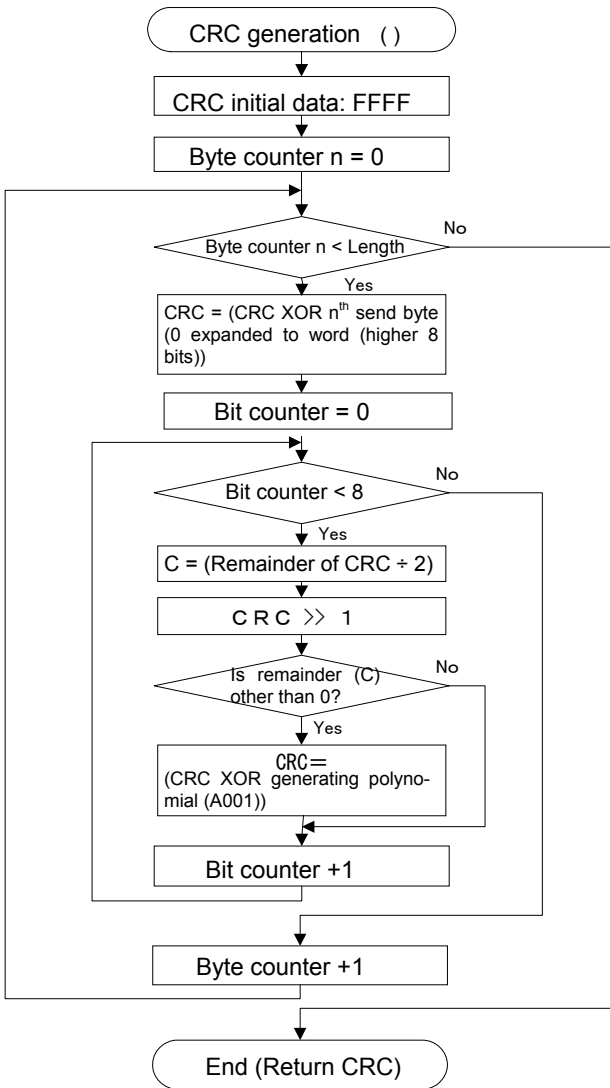 CRC generation ( )
CRC initial data: FFFF
Byte counter n = 0
Byte counter n < Length
No
Yes
CRC = (CRC XOR nth send byte
(0 expanded to word (higher 8
bits))
Bit counter = 0
Bit counter < 8
No
Yes
C = (Remainder of CRC ÷ 2)
ＣＲＣ ≫ 1
Is remainder (C)
other than 0?
No
Yes
CRC＝
(CRC XOR generating polyno-
mial (A001))
Bit counter +1
Byte counter +1
End (Return CRC)